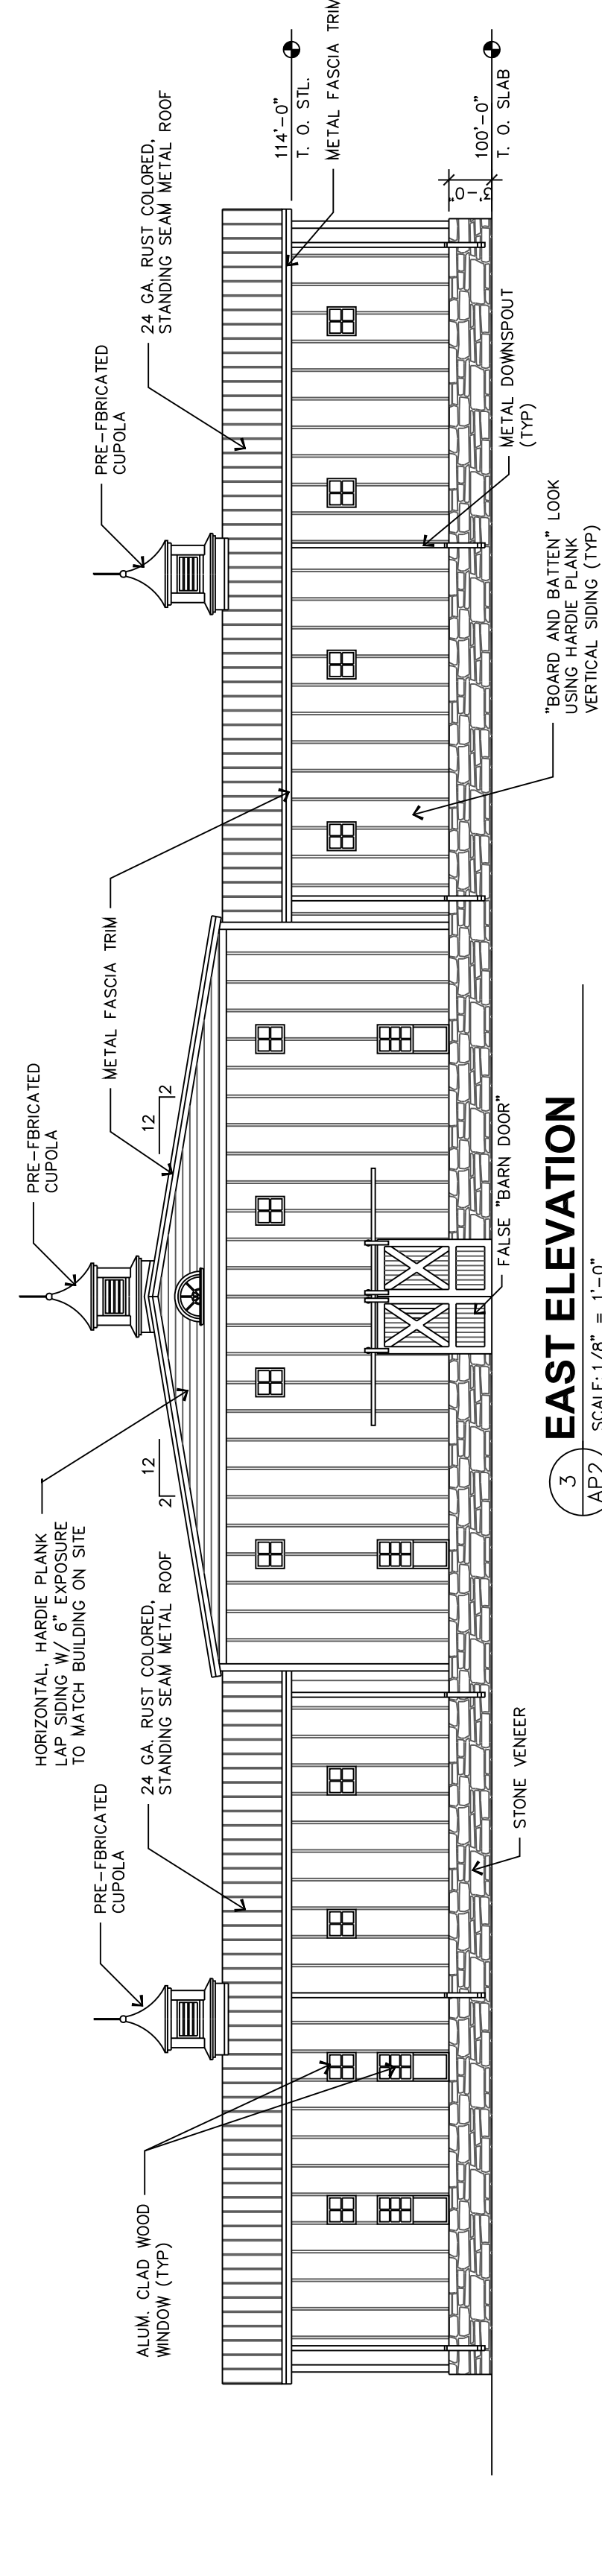 PRE-FBRICATED
CUPOLA
HORIZONTAL, HARDIE PLANK
LAP SIDING W/ 6" EXPOSURE
TO MATCH BUILDING ON SITE
PRE-FBRICATED
CUPOLA
METAL FASCIA TRIM
PRE-FBRICATED
CUPOLA
ALUM. CLAD WOOD
WINDOW (TYP)
24 GA. RUST COLORED,
STANDING SEAM METAL ROOF
12
2
12
2
24 GA. RUST COLORED,
STANDING SEAM METAL ROOF
114'-0"
T. O. STL.
METAL FASCIA TRIM
3'-0"
100'-0"
T. O. SLAB
STONE VENEER
FALSE "BARN DOOR"
METAL DOWNSPOUT
(TYP)
"BOARD AND BATTEN" LOOK
USING HARDIE PLANK
VERTICAL SIDING (TYP)
3
AP2
EAST ELEVATION
SCALE: 1/8" = 1'-0"